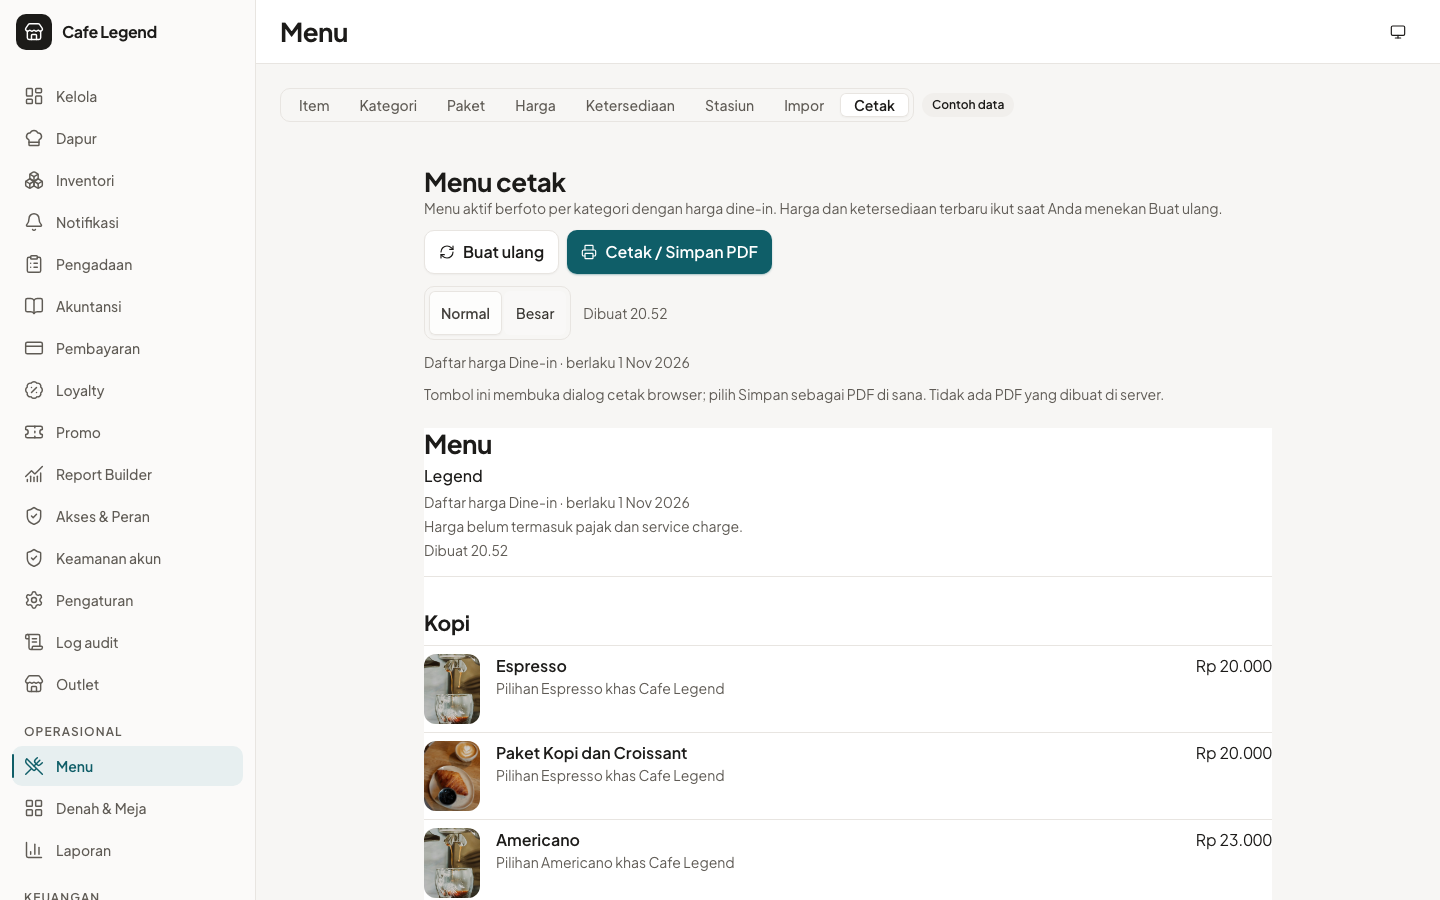 Cafe Legend
Menu
Kelola
Dapur
Inventori
Notifikasi
Pengadaan
Akuntansi
Pembayaran
Loyalty
Promo
Report Builder
Akses & Peran
Keamanan akun
Pengaturan
Log audit
Outlet
OPERASIONAL
Menu
Denah & Meja
Laporan
KEUANGAN
Item Kategori Paket Harga Ketersediaan Stasiun Impor Cetak Contoh data
Menu cetak
Menu aktif berfoto per kategori dengan harga dine-in. Harga dan ketersediaan terbaru ikut saat Anda menekan Buat ulang.
Buat ulang Cetak / Simpan PDF
Normal Besar Dibuat 20.52
Daftar harga Dine-in · berlaku 1 Nov 2026
Tombol ini membuka dialog cetak browser; pilih Simpan sebagai PDF di sana. Tidak ada PDF yang dibuat di server.
Menu
Legend
Daftar harga Dine-in · berlaku 1 Nov 2026
Harga belum termasuk pajak dan service charge.
Dibuat 20.52
Kopi
Espresso Rp 20.000
Pilihan Espresso khas Cafe Legend
Paket Kopi dan Croissant Rp 20.000
Pilihan Espresso khas Cafe Legend
Americano Rp 23.000
Pilihan Americano khas Cafe Legend